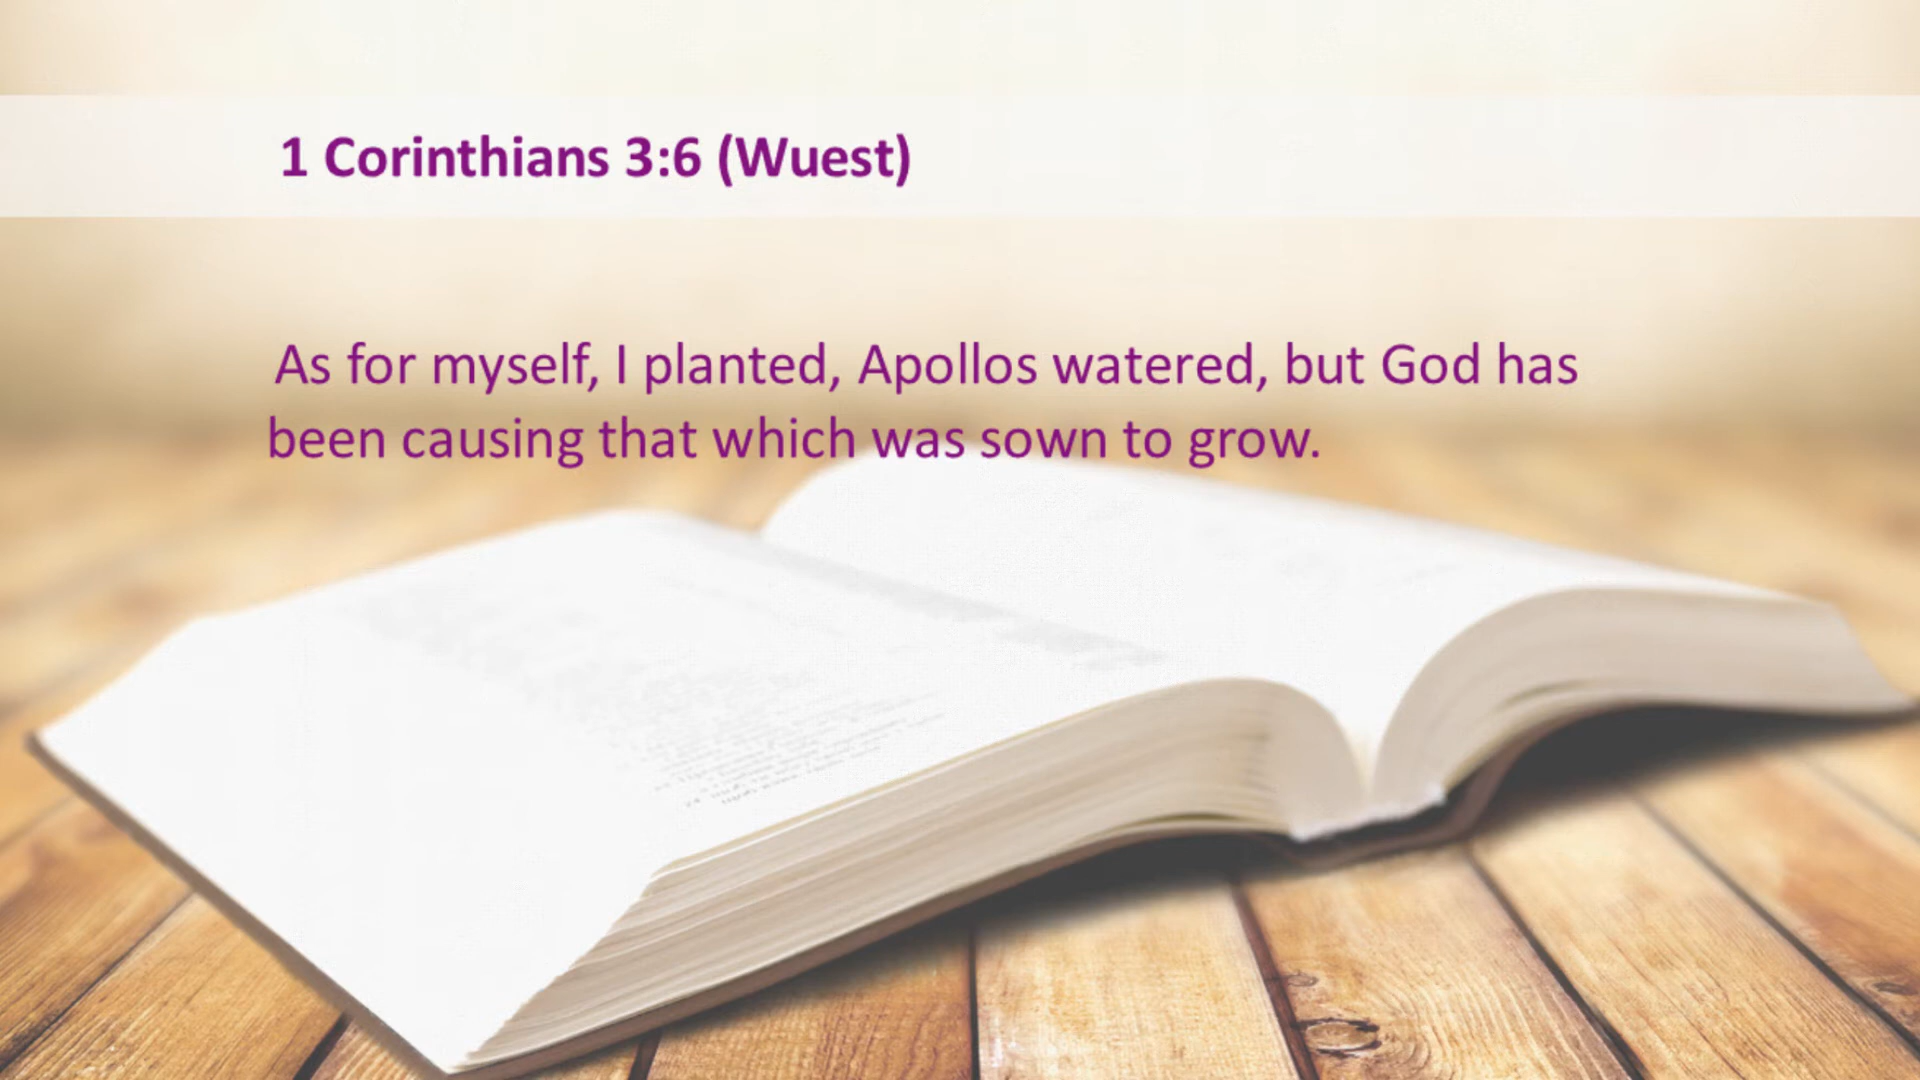 1 Corinthians 3:6 (Wuest)
As for myself, I planted, Apollos watered, but God has
been causing that which was sown to grow.